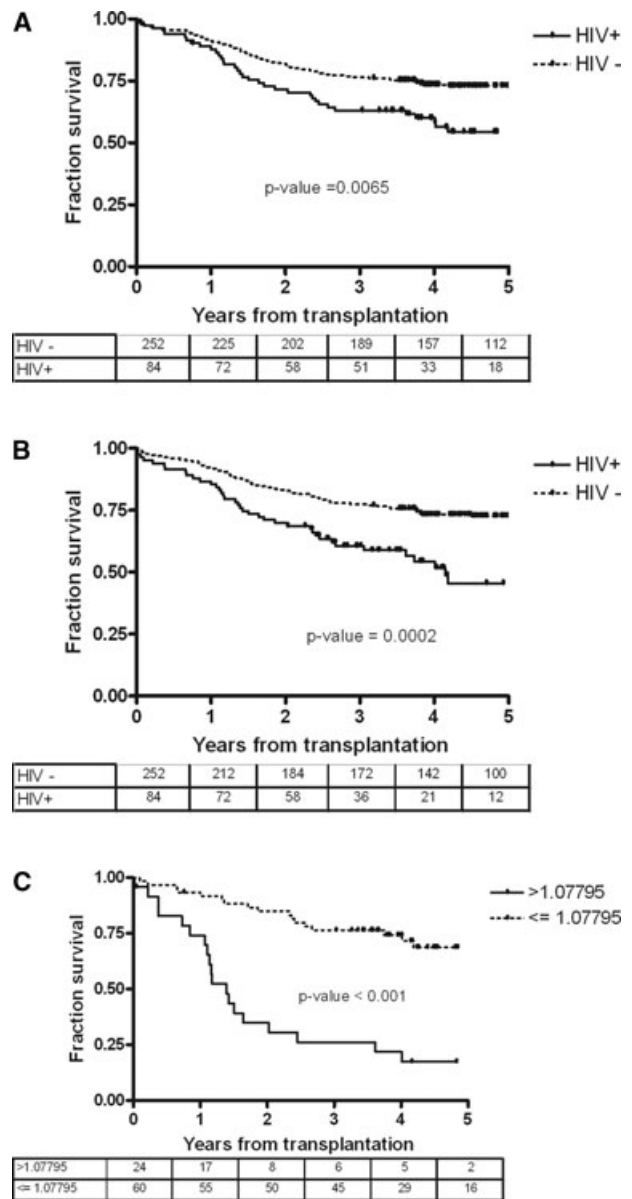 A
HIV+
HIV -
1.00
0.75
0.50
0.25
0.00
Fraction survival
p-value =0.0065
0 1 2 3 4 5
Years from transplantation
HIV - 252 225 202 189 157 112
HIV+ 84 72 58 51 33 18
B
HIV+
HIV -
1.00
0.75
0.50
0.25
0.00
Fraction survival
p-value = 0.0002
0 1 2 3 4 5
Years from transplantation
HIV - 252 212 184 172 142 100
HIV+ 84 72 58 36 21 12
C
>1.07795
<= 1.07795
1.00
0.75
0.50
0.25
0.00
Fraction survival
p-value < 0.001
0 1 2 3 4 5
Years from transplantation
>1.07795 24 17 8 6 5 2
<= 1.07795 60 55 50 45 29 16